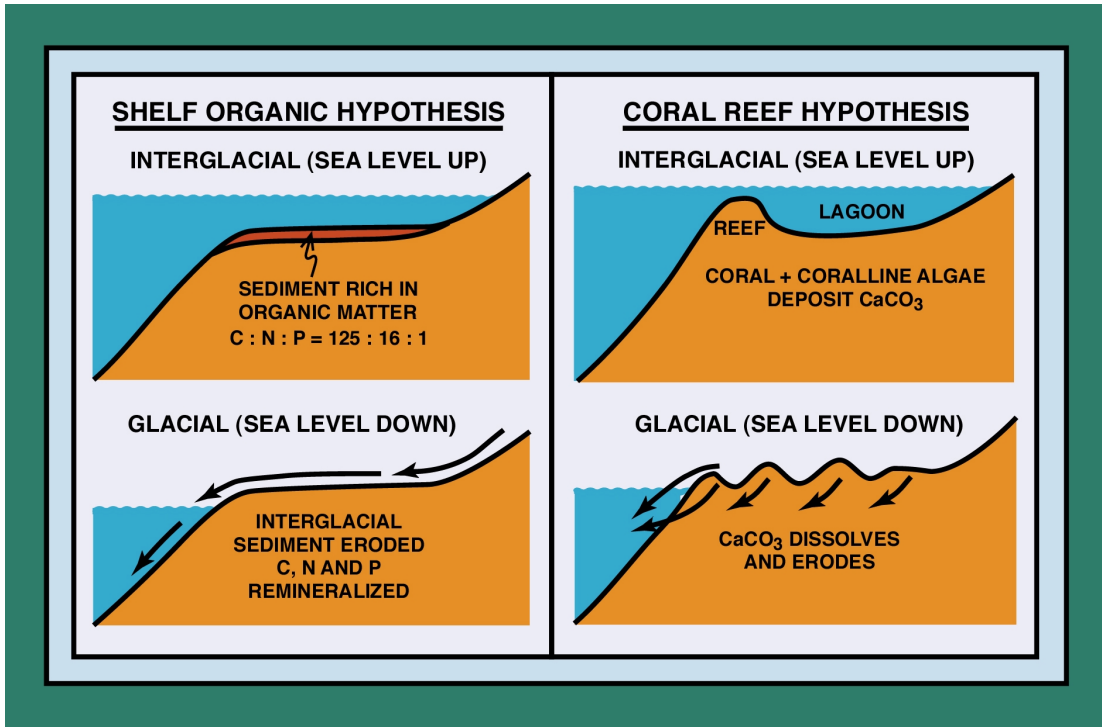 SHELF ORGANIC HYPOTHESIS
INTERGLACIAL (SEA LEVEL UP)
SEDIMENT RICH IN
ORGANIC MATTER
C : N : P = 125 : 16 : 1
GLACIAL (SEA LEVEL DOWN)
INTERGLACIAL
SEDIMENT ERODED
C, N AND P
REMINERALIZED
CORAL REEF HYPOTHESIS
INTERGLACIAL (SEA LEVEL UP)
LAGOON
REEF
CORAL + CORALLINE ALGAE
DEPOSIT CaCO₃
GLACIAL (SEA LEVEL DOWN)
CaCO₃ DISSOLVES
AND ERODES